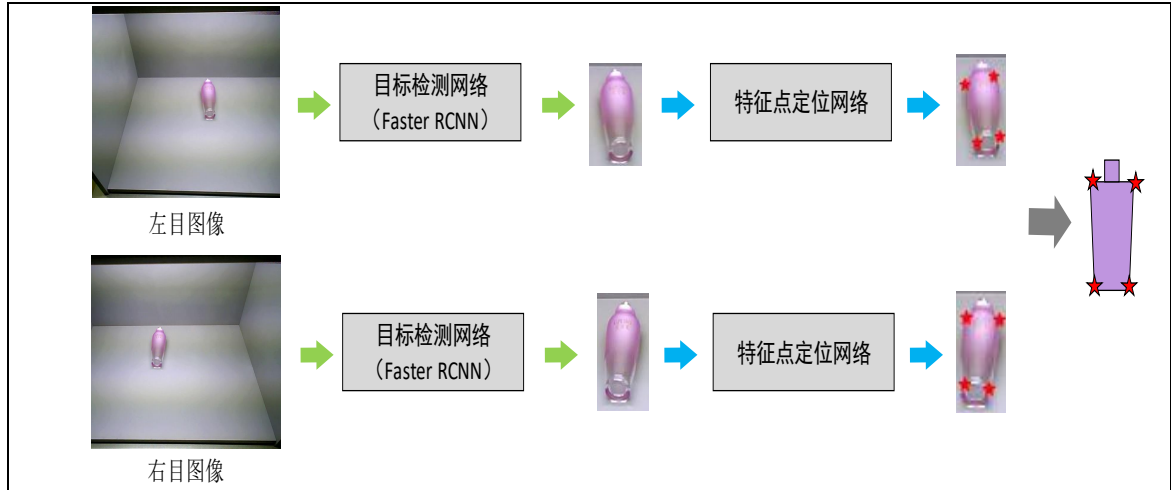 目标检测网络
（Faster RCNN）
特征点定位网络
左目图像
目标检测网络
（Faster RCNN）
特征点定位网络
右目图像